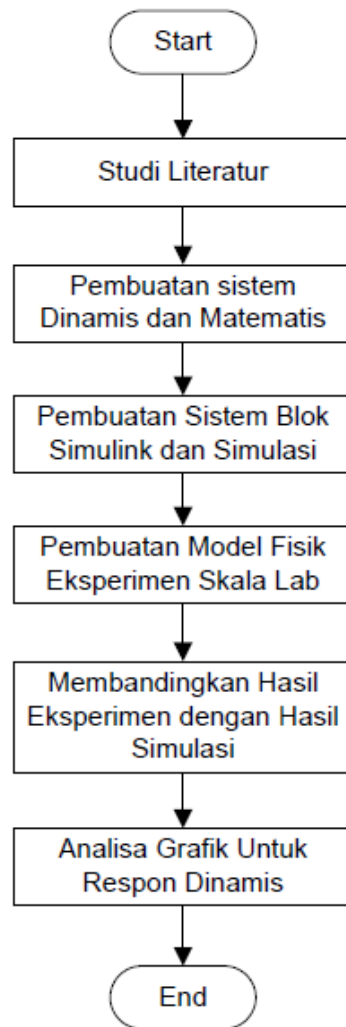 Start
Studi Literatur
Pembuatan sistem
Dinamis dan Matematis
Pembuatan Sistem Blok
Simulink dan Simulasi
Pembuatan Model Fisik
Eksperimen Skala Lab
Membandingkan Hasil
Eksperimen dengan Hasil
Simulasi
Analisa Grafik Untuk
Respon Dinamis
End